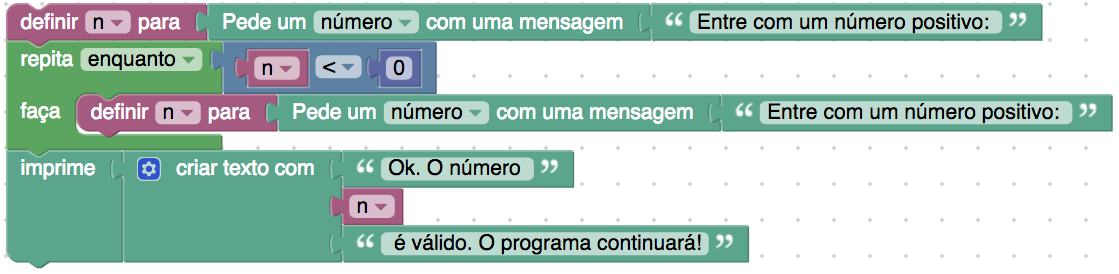 definir n para Pede um número com uma mensagem “ Entre com um número positivo: ”
repita enquanto n < 0
faça definir n para Pede um número com uma mensagem “ Entre com um número positivo: ”
imprime criar texto com “ Ok. O número ”
n
“ é válido. O programa continuará! ”